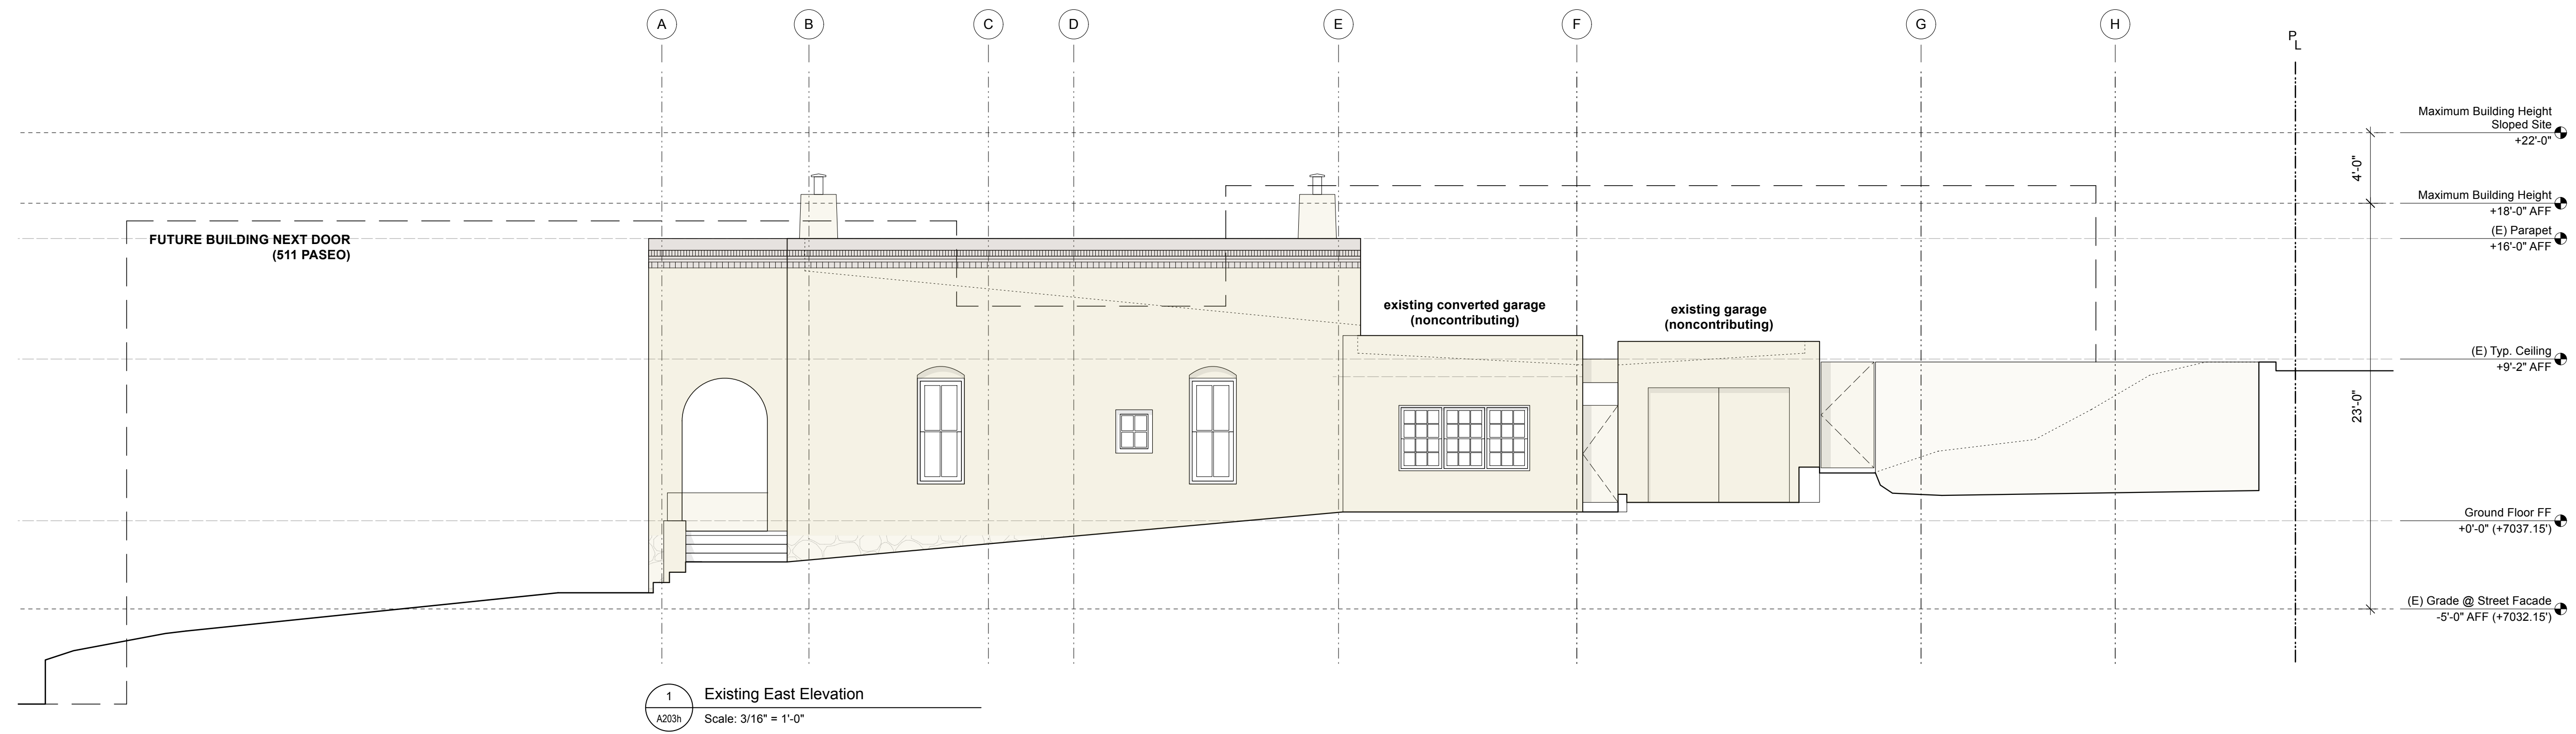 A
B
C
D
E
F
G
H
P
L
Maximum Building Height
Sloped Site
+22'-0"
4'-0"
Maximum Building Height
+18'-0" AFF
FUTURE BUILDING NEXT DOOR
(511 PASEO)
(E) Parapet
+16'-0" AFF
existing converted garage
(noncontributing)
existing garage
(noncontributing)
(E) Typ. Ceiling
+9'-2" AFF
23'-0"
Ground Floor FF
+0'-0" (+7037.15')
(E) Grade @ Street Facade
-5'-0" AFF (+7032.15')
1
A203h
Existing East Elevation
Scale: 3/16" = 1'-0"